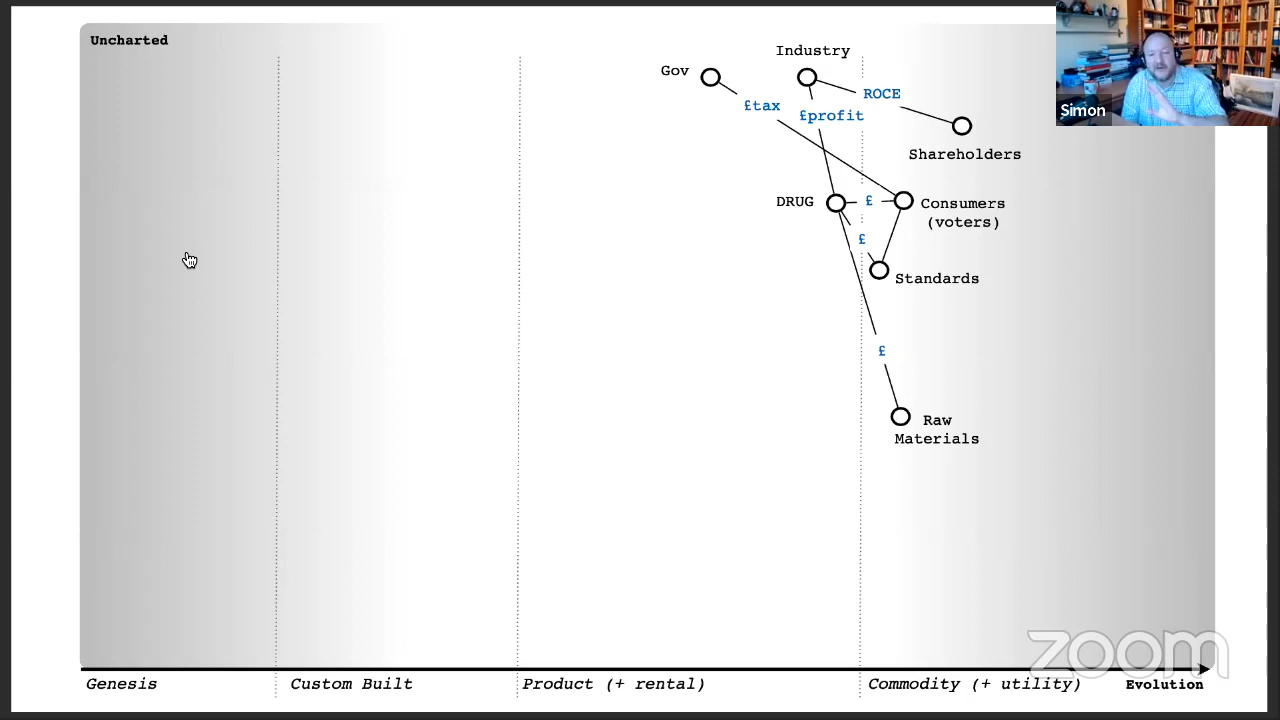 Uncharted
Industry
Gov
ROCE
£tax
£profit
Simon
Shareholders
DRUG
£
Consumers
(voters)
£
Standards
£
Raw
Materials
zoom
Genesis
Custom Built
Product (+ rental)
Commodity (+ utility)
Evolution